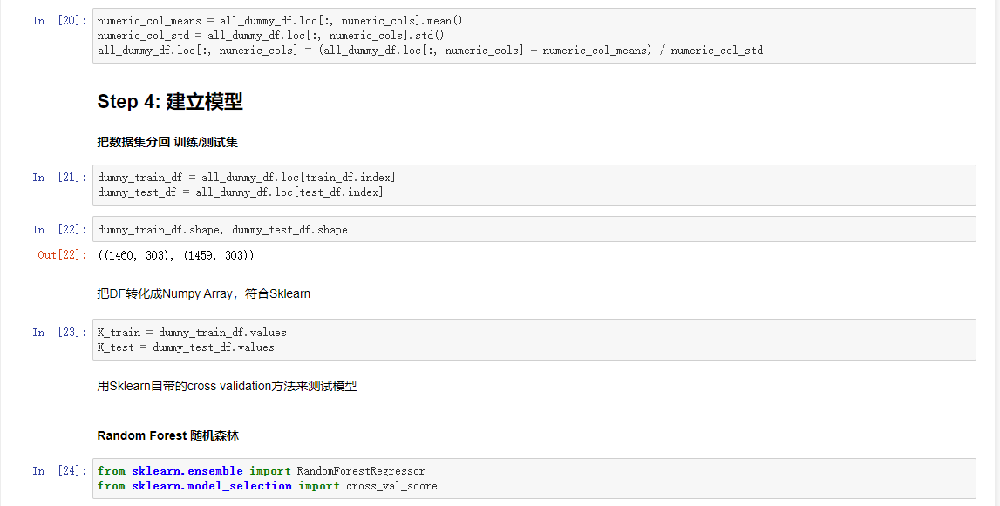 In [20]: numeric_col_means = all_dummy_df.loc[:, numeric_cols].mean()
numeric_col_std = all_dummy_df.loc[:, numeric_cols].std()
all_dummy_df.loc[:, numeric_cols] = (all_dummy_df.loc[:, numeric_cols] - numeric_col_means) / numeric_col_std
Step 4: 建立模型
把数据集分回 训练/测试集
In [21]: dummy_train_df = all_dummy_df.loc[train_df.index]
dummy_test_df = all_dummy_df.loc[test_df.index]
In [22]: dummy_train_df.shape, dummy_test_df.shape
Out[22]: ((1460, 303), (1459, 303))
把DF转化成Numpy Array，符合Sklearn
In [23]: X_train = dummy_train_df.values
X_test = dummy_test_df.values
用Sklearn自带的cross validation方法来测试模型
Random Forest 随机森林
In [24]: from sklearn.ensemble import RandomForestRegressor
from sklearn.model_selection import cross_val_score